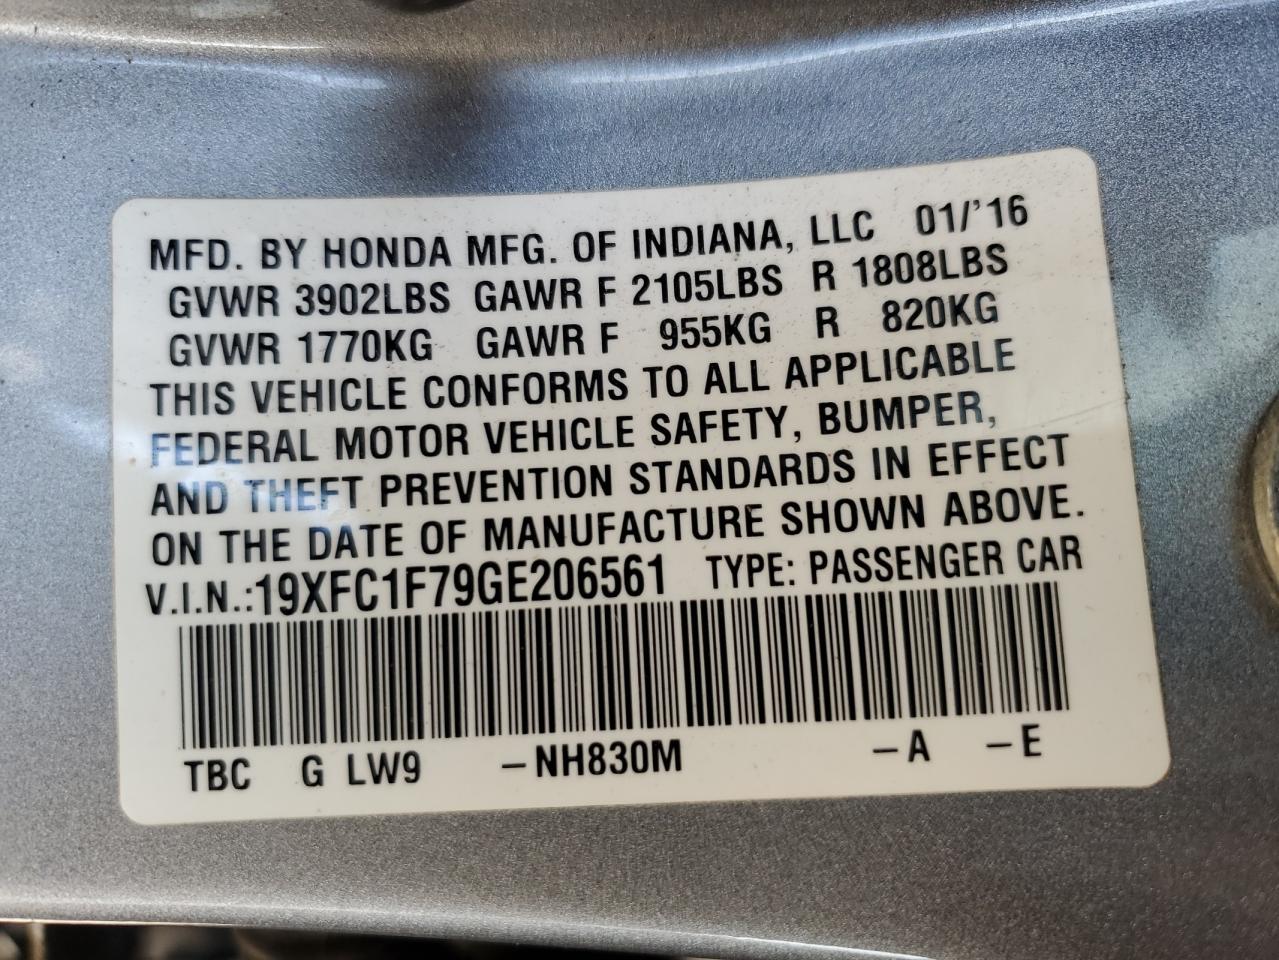 MFD. BY HONDA MFG. OF INDIANA, LLC 01/'16
GVWR 3902LBS GAWR F 2105LBS R 1808LBS
GVWR 1770KG GAWR F 955KG R 820KG
THIS VEHICLE CONFORMS TO ALL APPLICABLE
FEDERAL MOTOR VEHICLE SAFETY, BUMPER,
AND THEFT PREVENTION STANDARDS IN EFFECT
ON THE DATE OF MANUFACTURE SHOWN ABOVE.
V.I.N.:19XFC1F79GE206561 TYPE: PASSENGER CAR
TBC G LW9 –NH830M –A –E